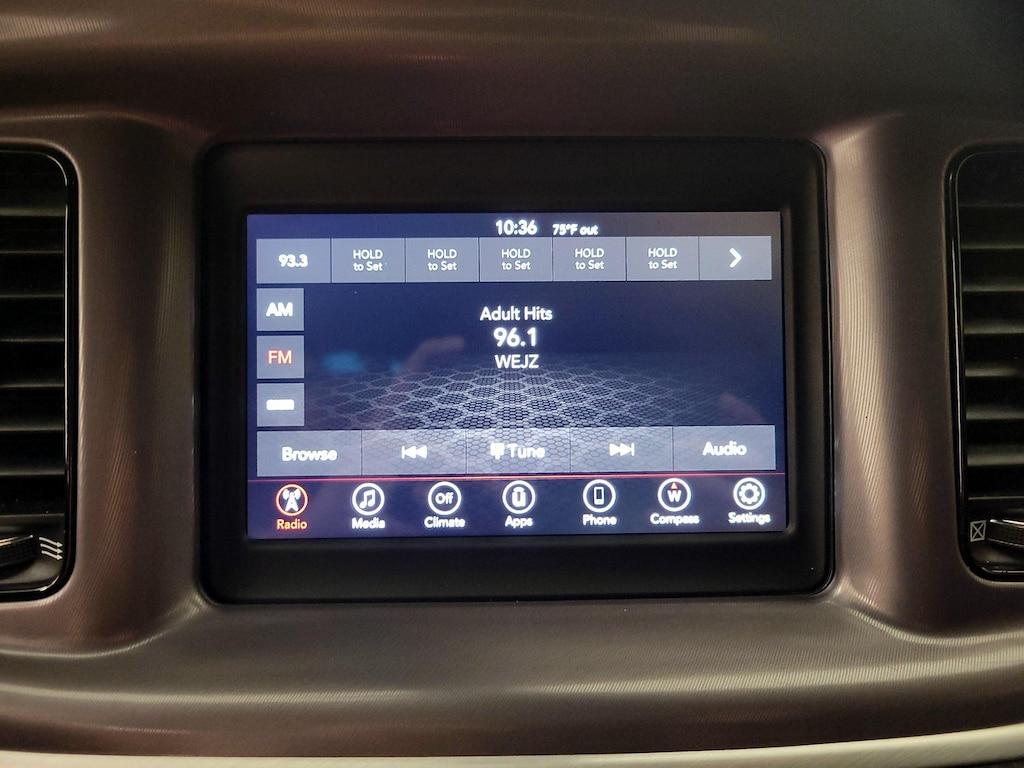 10:36 75°F out
93.3 HOLD to Set HOLD to Set HOLD to Set HOLD to Set HOLD to Set
AM
Adult Hits
96.1
FM
WEJZ
Browse Tune Audio
Off W
Radio Media Climate Apps Phone Compass Settings